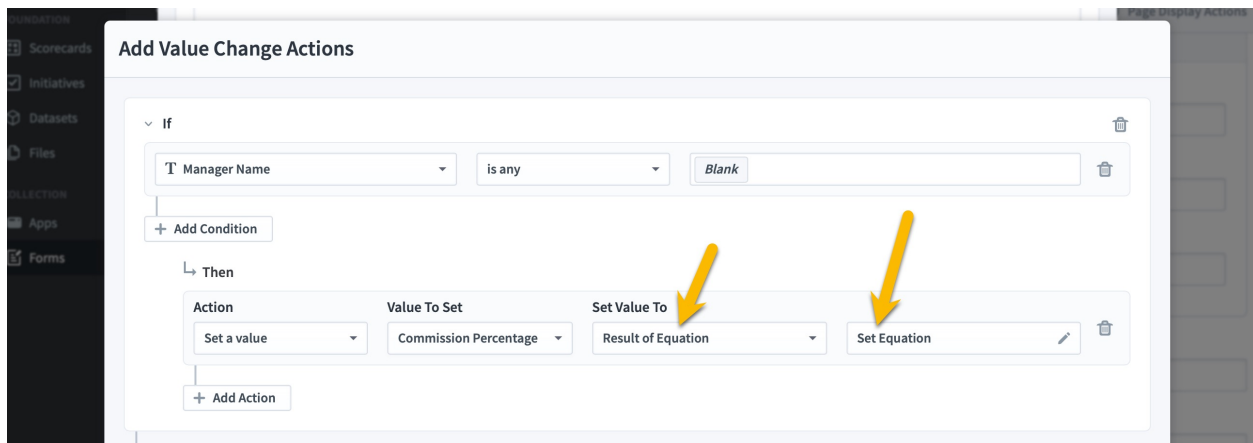 FOUNDATION
Page Display Actions
Scorecards
Initiatives
Datasets
Files
COLLECTION
Apps
Forms
Add Value Change Actions
If
Manager Name
is any
Blank
+ Add Condition
Then
Action
Value To Set
Set Value To
Set a value
Commission Percentage
Result of Equation
Set Equation
+ Add Action